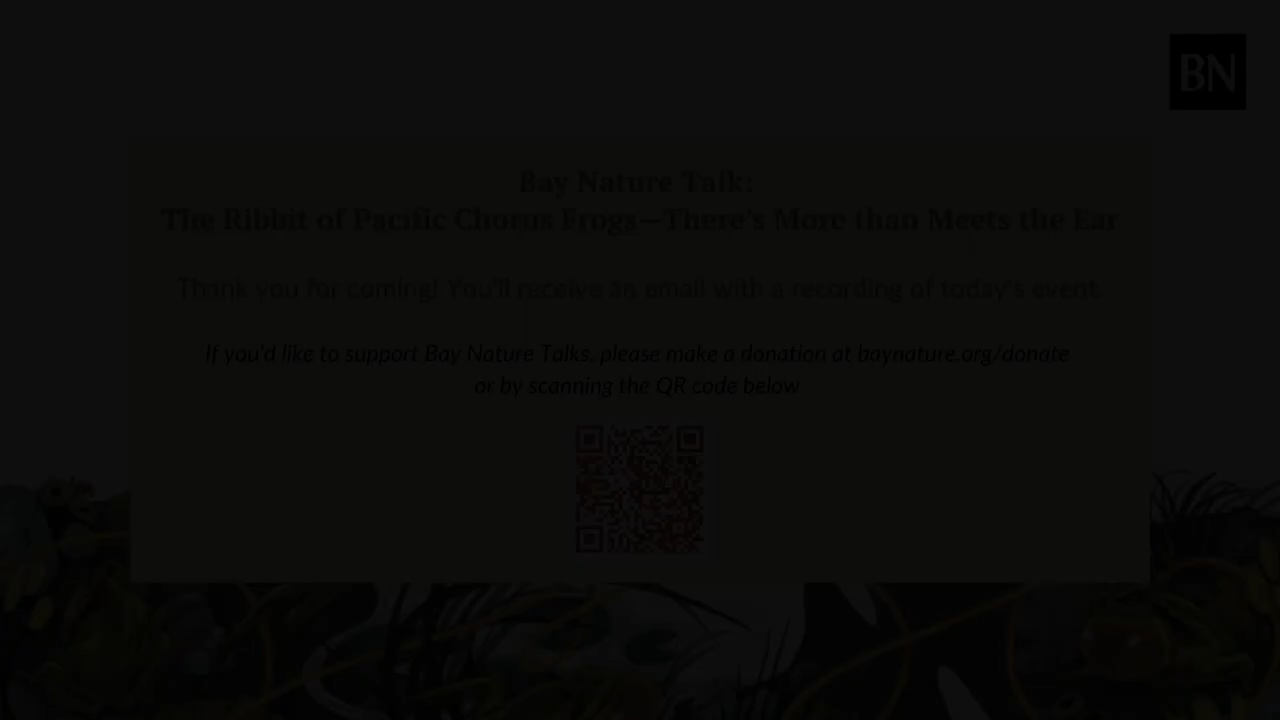 BN
Bay Nature Talk:
The Ribbit of Pacific Chorus Frogs—There's More than Meets the Ear
Thank you for coming! You'll receive an email with a recording of today's event
If you'd like to support Bay Nature Talks, please make a donation at baynature.org/donate
or by scanning the QR code below